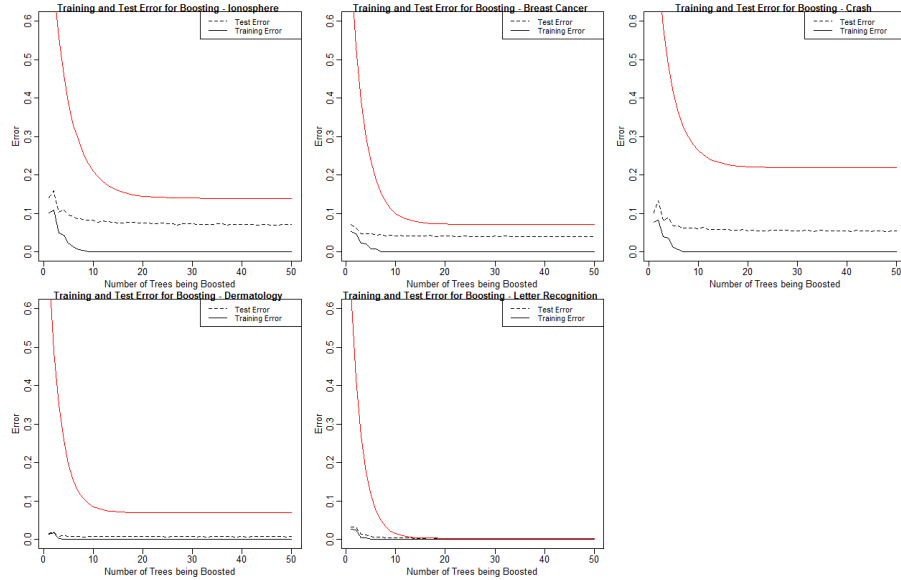 Training and Test Error for Boosting - Ionosphere
Test Error
Training Error
Error
0.0 0.1 0.2 0.3 0.4 0.5 0.6
0 10 20 30 40 50
Number of Trees being Boosted
Training and Test Error for Boosting - Breast Cancer
Test Error
Training Error
Error
0.0 0.1 0.2 0.3 0.4 0.5 0.6
0 10 20 30 40 50
Number of Trees being Boosted
Training and Test Error for Boosting - Crash
Test Error
Training Error
Error
0.0 0.1 0.2 0.3 0.4 0.5 0.6
0 10 20 30 40 50
Number of Trees being Boosted
Training and Test Error for Boosting - Dermatology
Test Error
Training Error
Error
0.0 0.1 0.2 0.3 0.4 0.5 0.6
0 10 20 30 40 50
Number of Trees being Boosted
Training and Test Error for Boosting - Letter Recognition
Test Error
Training Error
Error
0.0 0.1 0.2 0.3 0.4 0.5 0.6
0 10 20 30 40 50
Number of Trees being Boosted